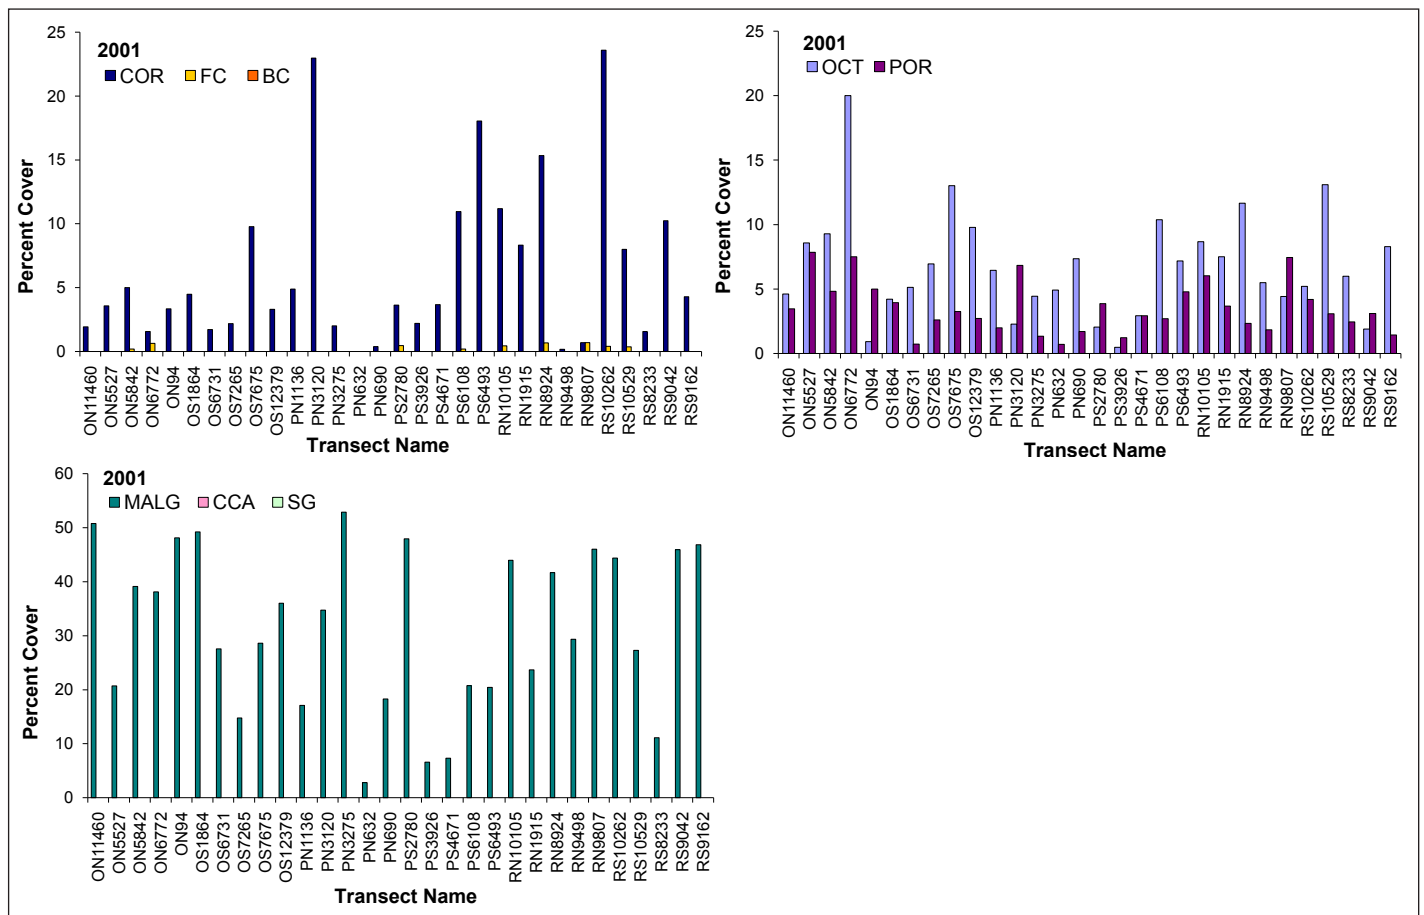 2001
COR FC BC
25
20
15
10
5
0
Percent Cover
ON11460 ON5527 ON5842 ON6772 ON94 OS1864 OS6731 OS7265 OS7675 OS12379 PN1136 PN3120 PN3275 PN632 PN690 PS2780 PS3926 PS4671 PS6108 PS6493 RN10105 RN1915 RN8924 RN9498 RN9807 RS10262 RS10529 RS8233 RS9042 RS9162
Transect Name
2001
OCT POR
25
20
15
10
5
0
Percent Cover
ON11460 ON5527 ON5842 ON6772 ON94 OS1864 OS6731 OS7265 OS7675 OS12379 PN1136 PN3120 PN3275 PN632 PN690 PS2780 PS3926 PS4671 PS6108 PS6493 RN10105 RN1915 RN8924 RN9498 RN9807 RS10262 RS10529 RS8233 RS9042 RS9162
Transect Name
2001
MALG CCA SG
60
50
40
30
20
10
0
Percent Cover
ON11460 ON5527 ON5842 ON6772 ON94 OS1864 OS6731 OS7265 OS7675 OS12379 PN1136 PN3120 PN3275 PN632 PN690 PS2780 PS3926 PS4671 PS6108 PS6493 RN10105 RN1915 RN8924 RN9498 RN9807 RS10262 RS10529 RS8233 RS9042 RS9162
Transect Name